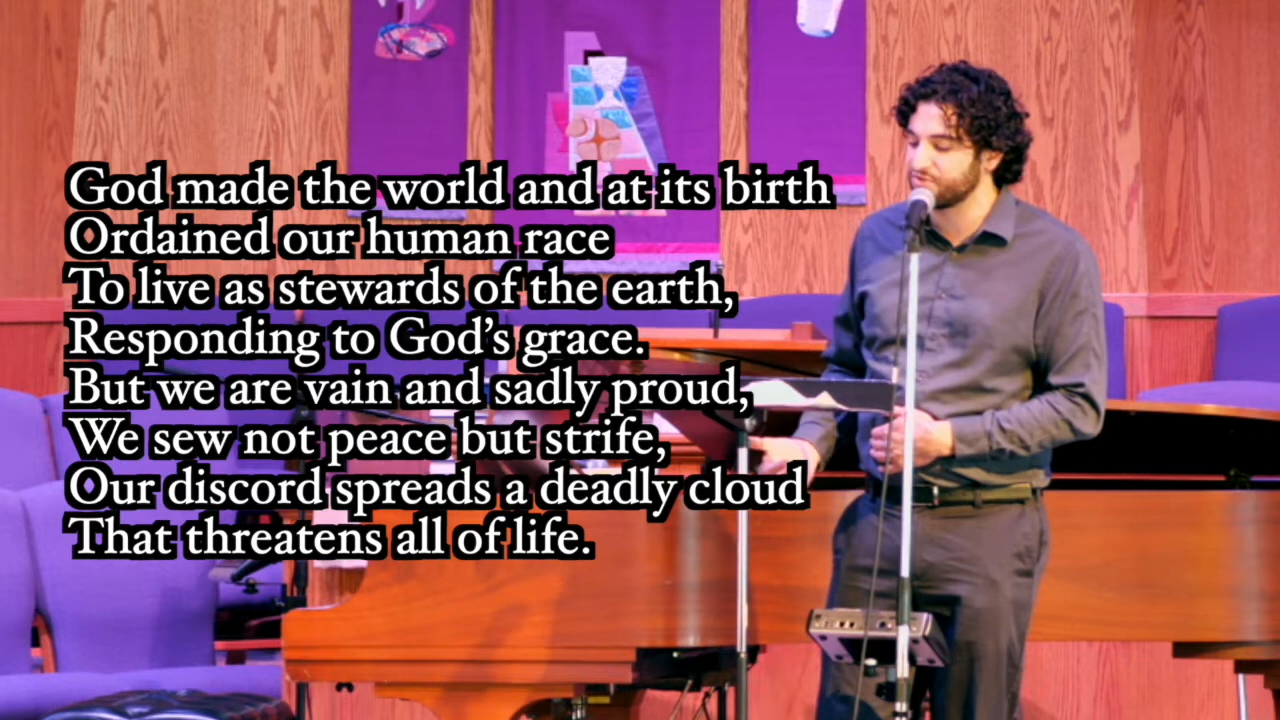 God made the world and at its birth
Ordained our human race
To live as stewards of the earth,
Responding to God’s grace.
But we are vain and sadly proud,
We sew not peace but strife,
Our discord spreads a deadly cloud
That threatens all of life.